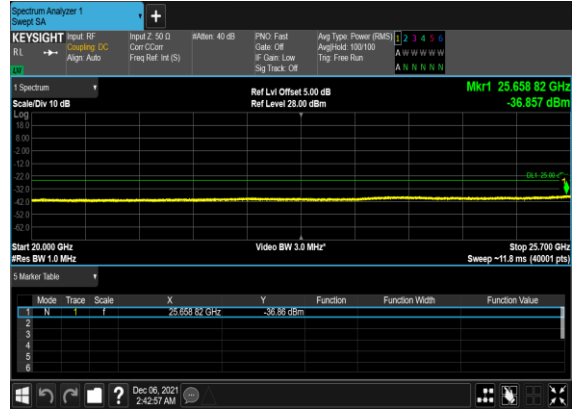 Spectrum Analyzer 1
Swept SA
KEYSIGHT Input: RF Input Z: 50 Ω #Atten: 40 dB PNO: Fast Avg Type: Power (RMS) 1 2 3 4 5 6
RL Coupling: DC Corr CCorr Gate: Off Avg|Hold: 100/100 A W W W W W
Align: Auto Freq Ref: Int (S) IF Gain: Low Trig: Free Run
Sig Track: Off A N N N N N
1 Spectrum Ref Lvl Offset 5.00 dB Mkr1 25.658 82 GHz
Scale/Div 10 dB Ref Level 28.00 dBm -36.857 dBm
Log
18.0
8.00
-2.00
-12.0
-22.0
-32.0
-42.0
-52.0
-62.0
Start 20.000 GHz Video BW 3.0 MHz* Stop 25.700 GHz
#Res BW 1.0 MHz Sweep ~11.8 ms (40001 pts)
5 Marker Table
Mode Trace Scale X Y Function Function Width Function Value
1 N 1 f 25.658 82 GHz -36.86 dBm
2
3
4
5
6
? Dec 06, 2021
2:42:57 AM